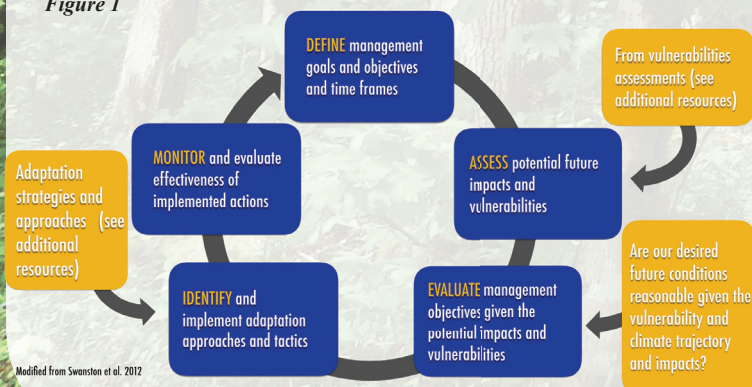 Figure 1
DEFINE management
goals and objectives
and time frames
From vulnerabilities
assessments (see
additional resources)
ASSESS potential future
impacts and
vulnerabilities
Are our desired
future conditions
reasonable given the
vulnerability and
climate trajectory
and impacts?
EVALUATE management
objectives given the
potential impacts and
vulnerabilities
IDENTIFY and
implement adaptation
approaches and tactics
Adaptation
strategies and
approaches (see
additional
resources)
MONITOR and evaluate
effectiveness of
implemented actions
Modified from Swanston et al. 2012